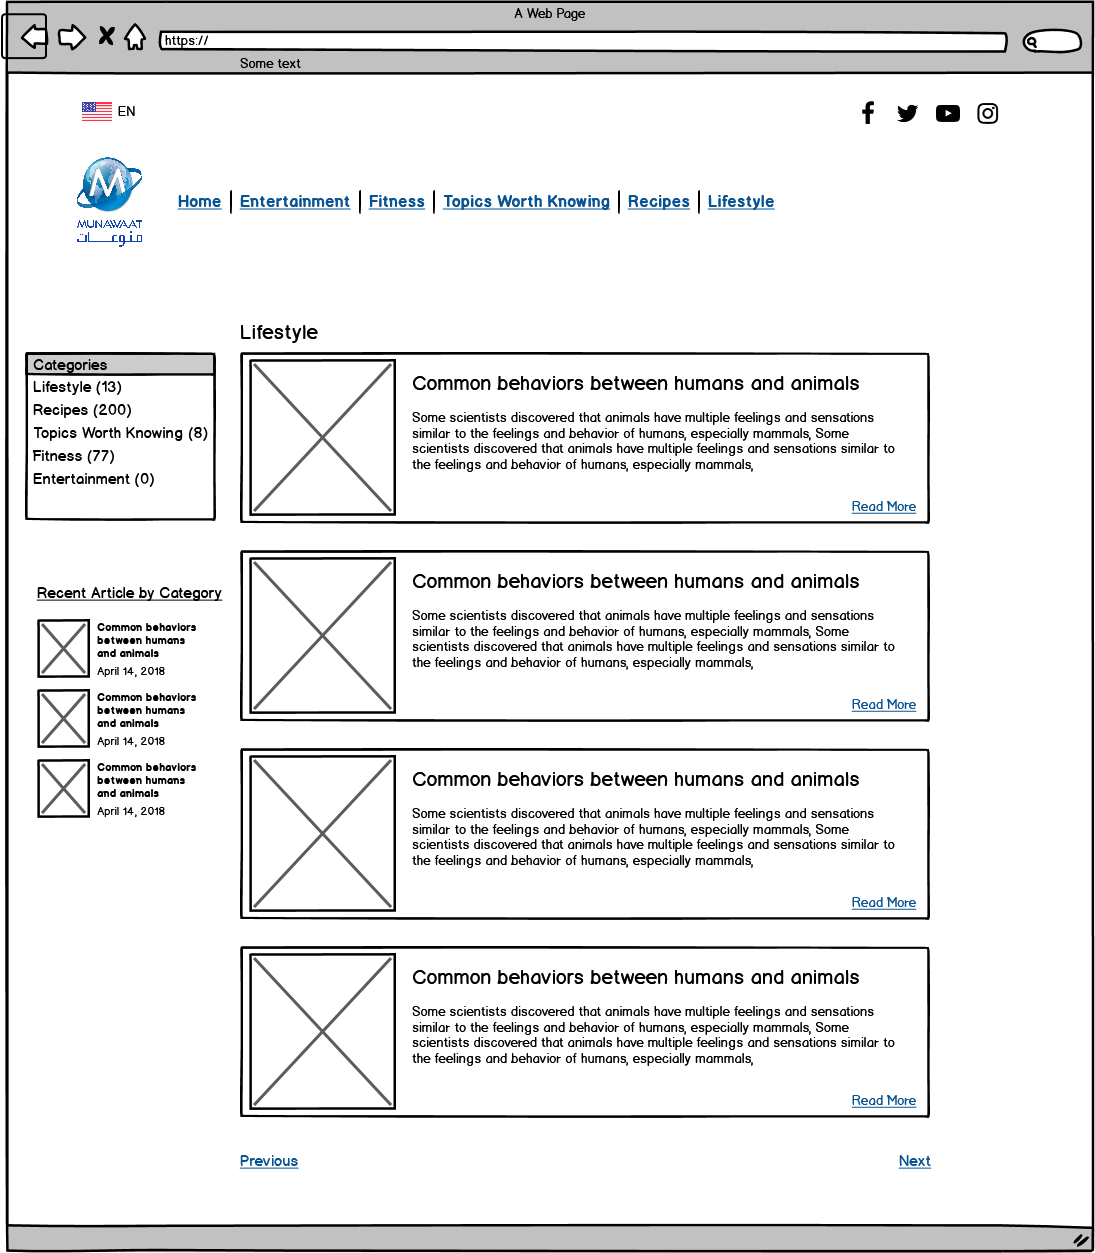 A Web Page
https://
Some text
EN
MUNAWAAT
منوعات
Home
Entertainment
Fitness
Topics Worth Knowing
Recipes
Lifestyle
Lifestyle
Categories
Lifestyle (13)
Recipes (200)
Topics Worth Knowing (8)
Fitness (77)
Entertainment (0)
Recent Article by Category
Common behaviors
between humans
and animals
April 14, 2018
Common behaviors
between humans
and animals
April 14, 2018
Common behaviors
between humans
and animals
April 14, 2018
Common behaviors between humans and animals
Some scientists discovered that animals have multiple feelings and sensations
similar to the feelings and behavior of humans, especially mammals, Some
scientists discovered that animals have multiple feelings and sensations similar to
the feelings and behavior of humans, especially mammals,
Read More
Common behaviors between humans and animals
Some scientists discovered that animals have multiple feelings and sensations
similar to the feelings and behavior of humans, especially mammals, Some
scientists discovered that animals have multiple feelings and sensations similar to
the feelings and behavior of humans, especially mammals,
Read More
Common behaviors between humans and animals
Some scientists discovered that animals have multiple feelings and sensations
similar to the feelings and behavior of humans, especially mammals, Some
scientists discovered that animals have multiple feelings and sensations similar to
the feelings and behavior of humans, especially mammals,
Read More
Common behaviors between humans and animals
Some scientists discovered that animals have multiple feelings and sensations
similar to the feelings and behavior of humans, especially mammals, Some
scientists discovered that animals have multiple feelings and sensations similar to
the feelings and behavior of humans, especially mammals,
Read More
Previous
Next